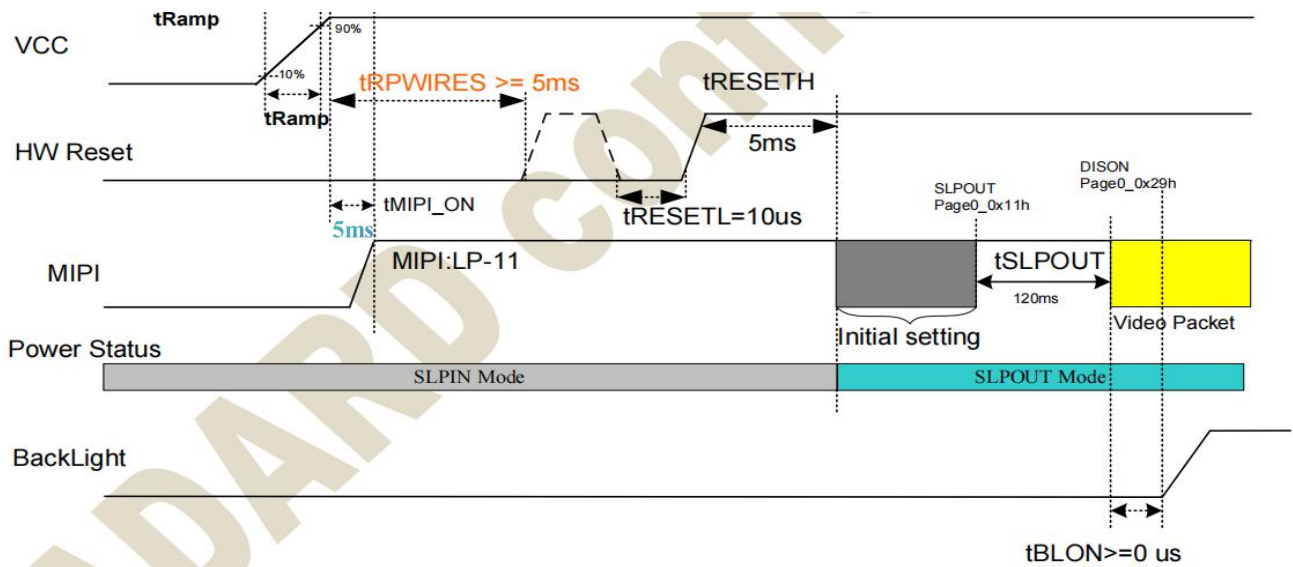 tRamp
VCC
90%
10%
tRPWIRES >= 5ms
tRESETH
tRamp
5ms
HW Reset
SLPOUT
Page0_0x11h
DISON
Page0_0x29h
tMIPI_ON
tRESETL=10us
5ms
MIPI
MIPI:LP-11
tSLPOUT
120ms
Initial setting
Video Packet
Power Status
SLPIN Mode
SLPOUT Mode
BackLight
tBLON>=0 us